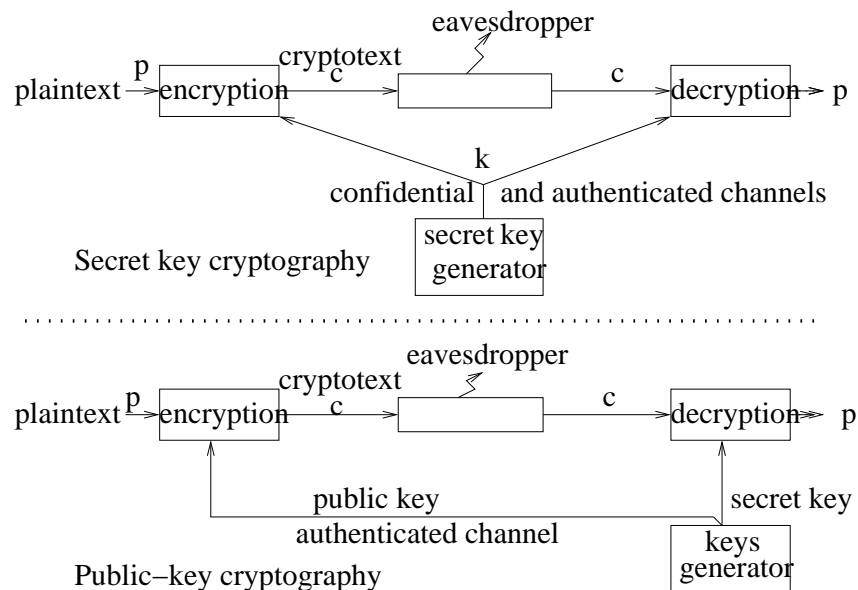 eavesdropper
cryptotext
p c c
plaintext encryption decryption p
k
confidential and authenticated channels
secret key
generator
Secret key cryptography
eavesdropper
cryptotext
p c c
plaintext encryption decryption p
public key secret key
authenticated channel
keys
generator
Public−key cryptography